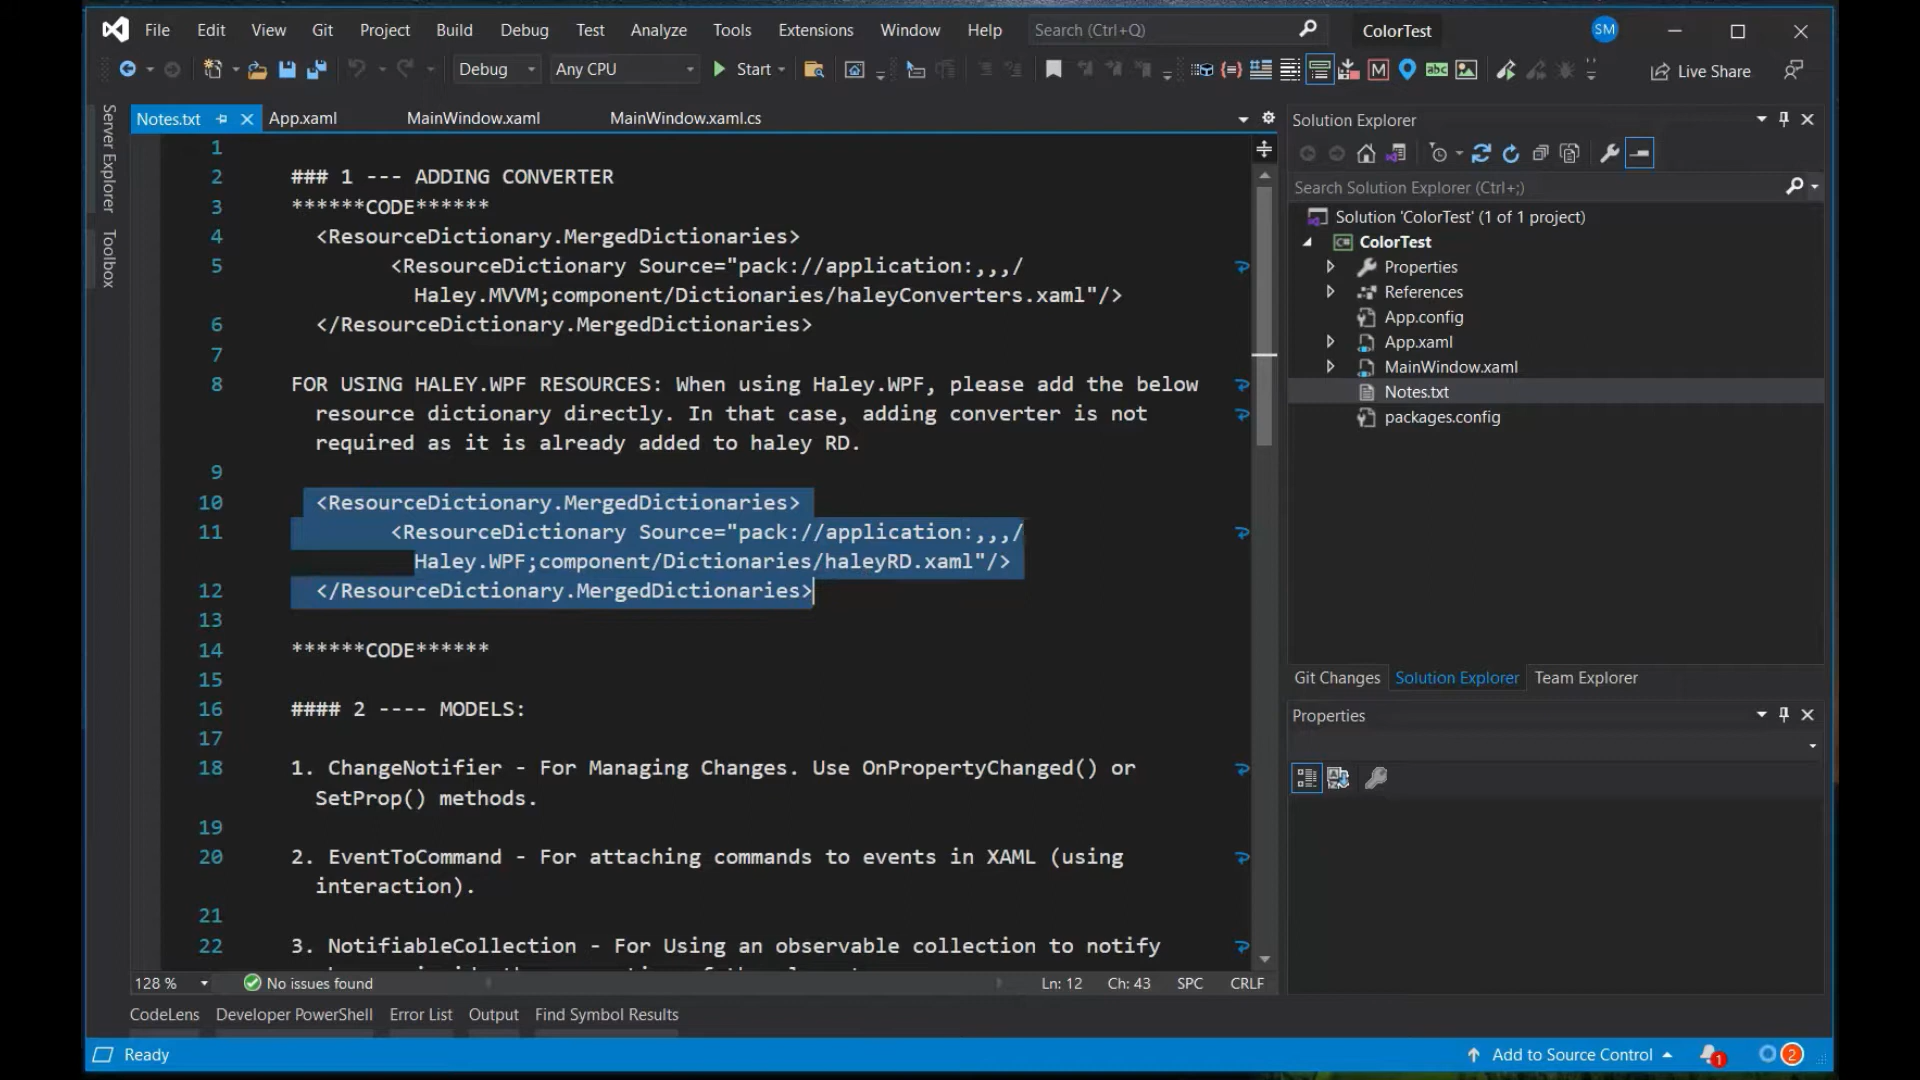 File Edit View Git Project Build Debug Test Analyze Tools Extensions Window Help Search (Ctrl+Q) ColorTest SM
Debug Any CPU Start Live Share
Server Explorer
Toolbox
Notes.txt App.xaml MainWindow.xaml MainWindow.xaml.cs
1
2 ### 1 --- ADDING CONVERTER
3 ******CODE******
4 <ResourceDictionary.MergedDictionaries>
5 <ResourceDictionary Source="pack://application:,,,/
Haley.MVVM;component/Dictionaries/haleyConverters.xaml"/>
6 </ResourceDictionary.MergedDictionaries>
7
8 FOR USING HALEY.WPF RESOURCES: When using Haley.WPF, please add the below
resource dictionary directly. In that case, adding converter is not
required as it is already added to haley RD.
9
10 <ResourceDictionary.MergedDictionaries>
11 <ResourceDictionary Source="pack://application:,,,/
Haley.WPF;component/Dictionaries/haleyRD.xaml"/>
12 </ResourceDictionary.MergedDictionaries>
13
14 ******CODE******
15
16 #### 2 ---- MODELS:
17
18 1. ChangeNotifier - For Managing Changes. Use OnPropertyChanged() or
SetProp() methods.
19
20 2. EventToCommand - For attaching commands to events in XAML (using
interaction).
21
22 3. NotifiableCollection - For Using an observable collection to notify
128 % No issues found Ln: 12 Ch: 43 SPC CRLF
CodeLens Developer PowerShell Error List Output Find Symbol Results
Solution Explorer
Search Solution Explorer (Ctrl+;)
Solution 'ColorTest' (1 of 1 project)
ColorTest
Properties
References
App.config
App.xaml
MainWindow.xaml
Notes.txt
packages.config
Git Changes Solution Explorer Team Explorer
Properties
Ready Add to Source Control 1 2